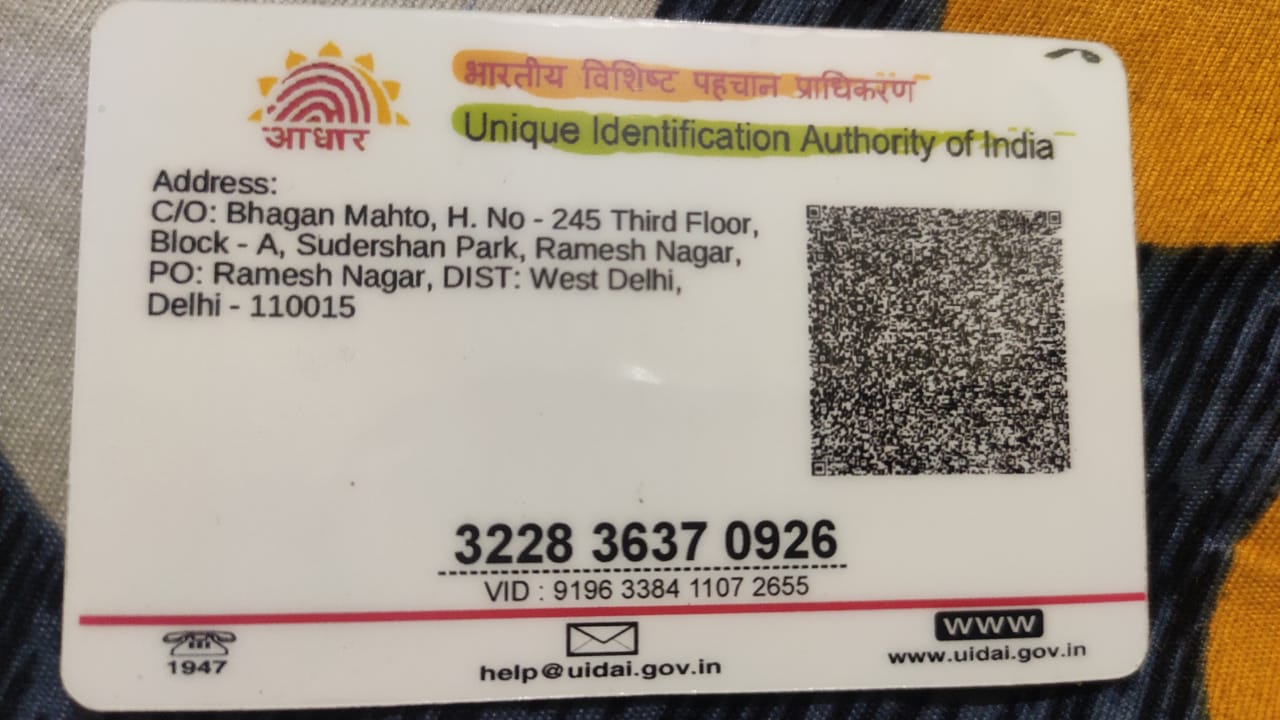 आधार
भारतीय विशिष्ट पहचान प्राधिकरण
Unique Identification Authority of India
Address:
C/O: Bhagan Mahto, H. No - 245 Third Floor,
Block - A, Sudershan Park, Ramesh Nagar,
PO: Ramesh Nagar, DIST: West Delhi,
Delhi - 110015
3228 3637 0926
VID : 9196 3384 1107 2655
1947
help@uidai.gov.in
WWW
www.uidai.gov.in